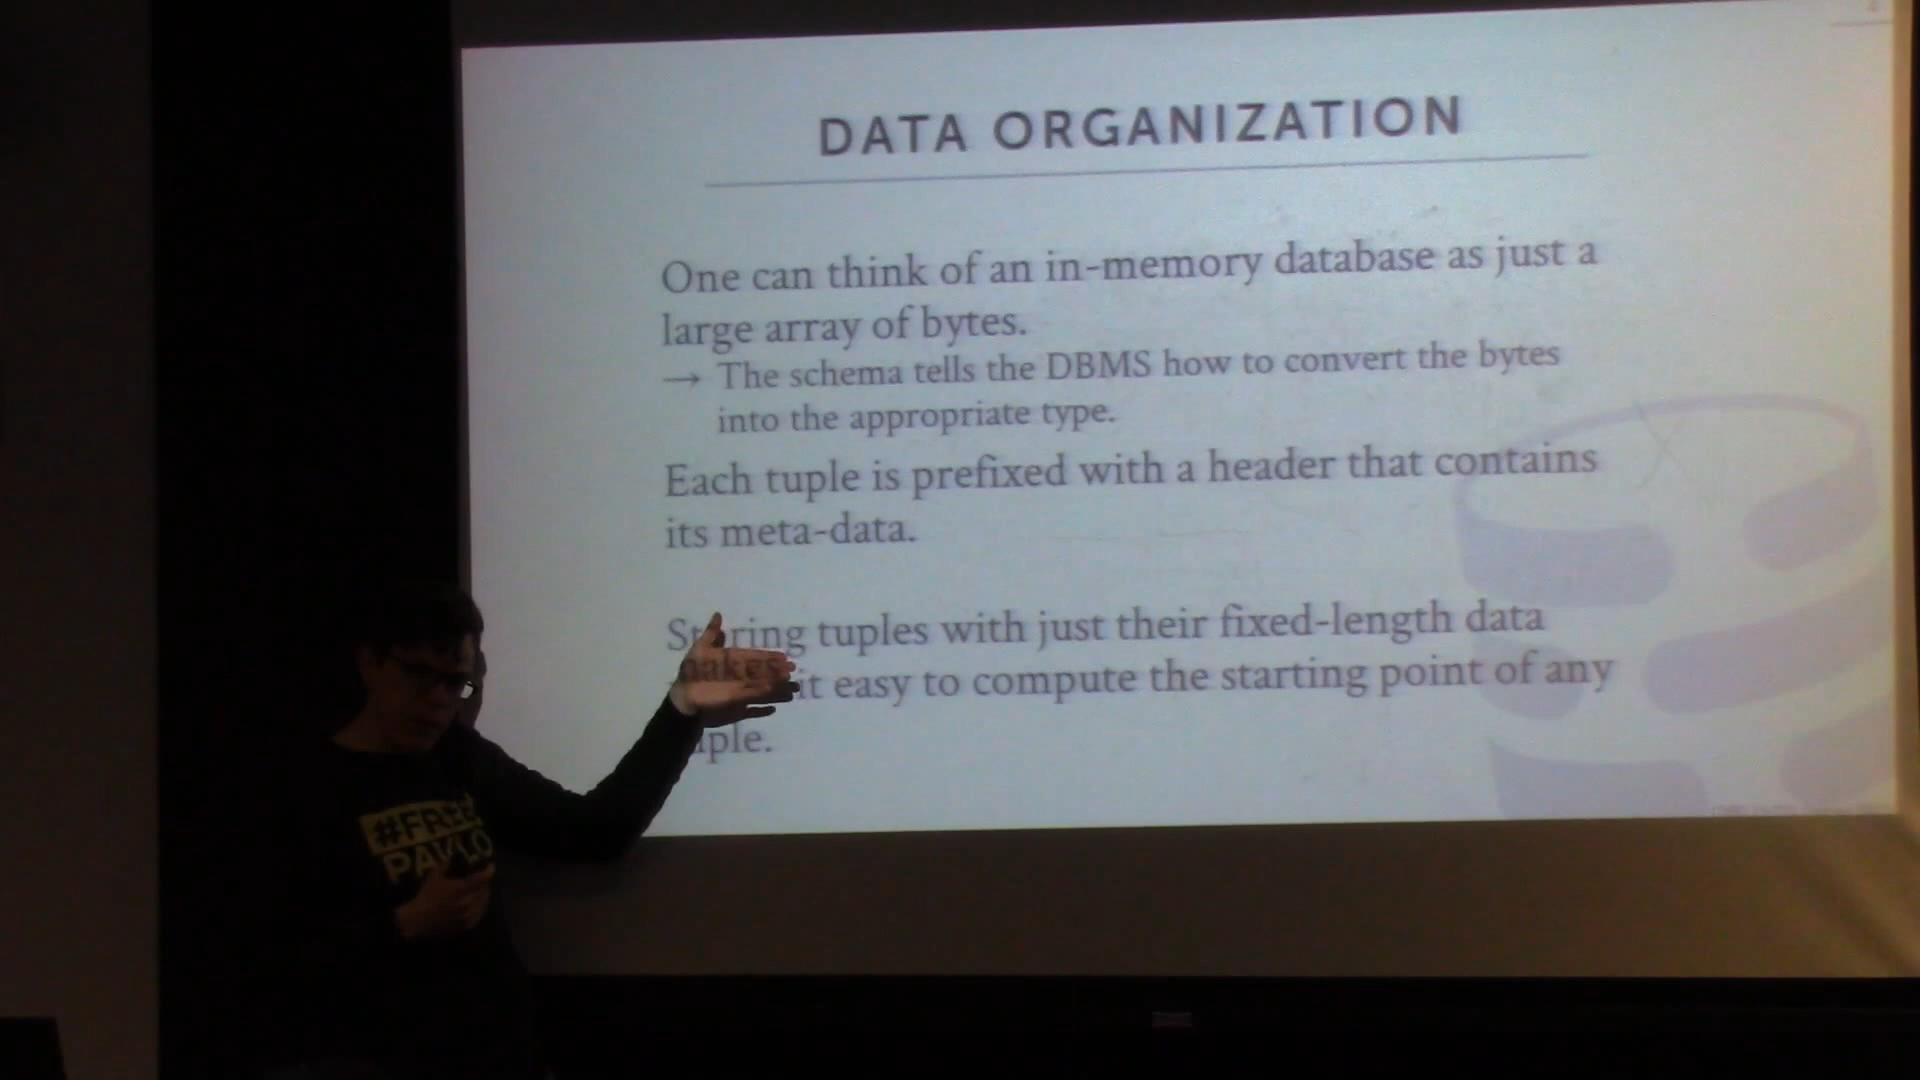 DATA ORGANIZATION
One can think of an in-memory database as just a
large array of bytes.
→ The schema tells the DBMS how to convert the bytes
into the appropriate type.
Each tuple is prefixed with a header that contains
its meta-data.
Storing tuples with just their fixed-length data
makes it easy to compute the starting point of any
tuple.
#FREE
PAVLO